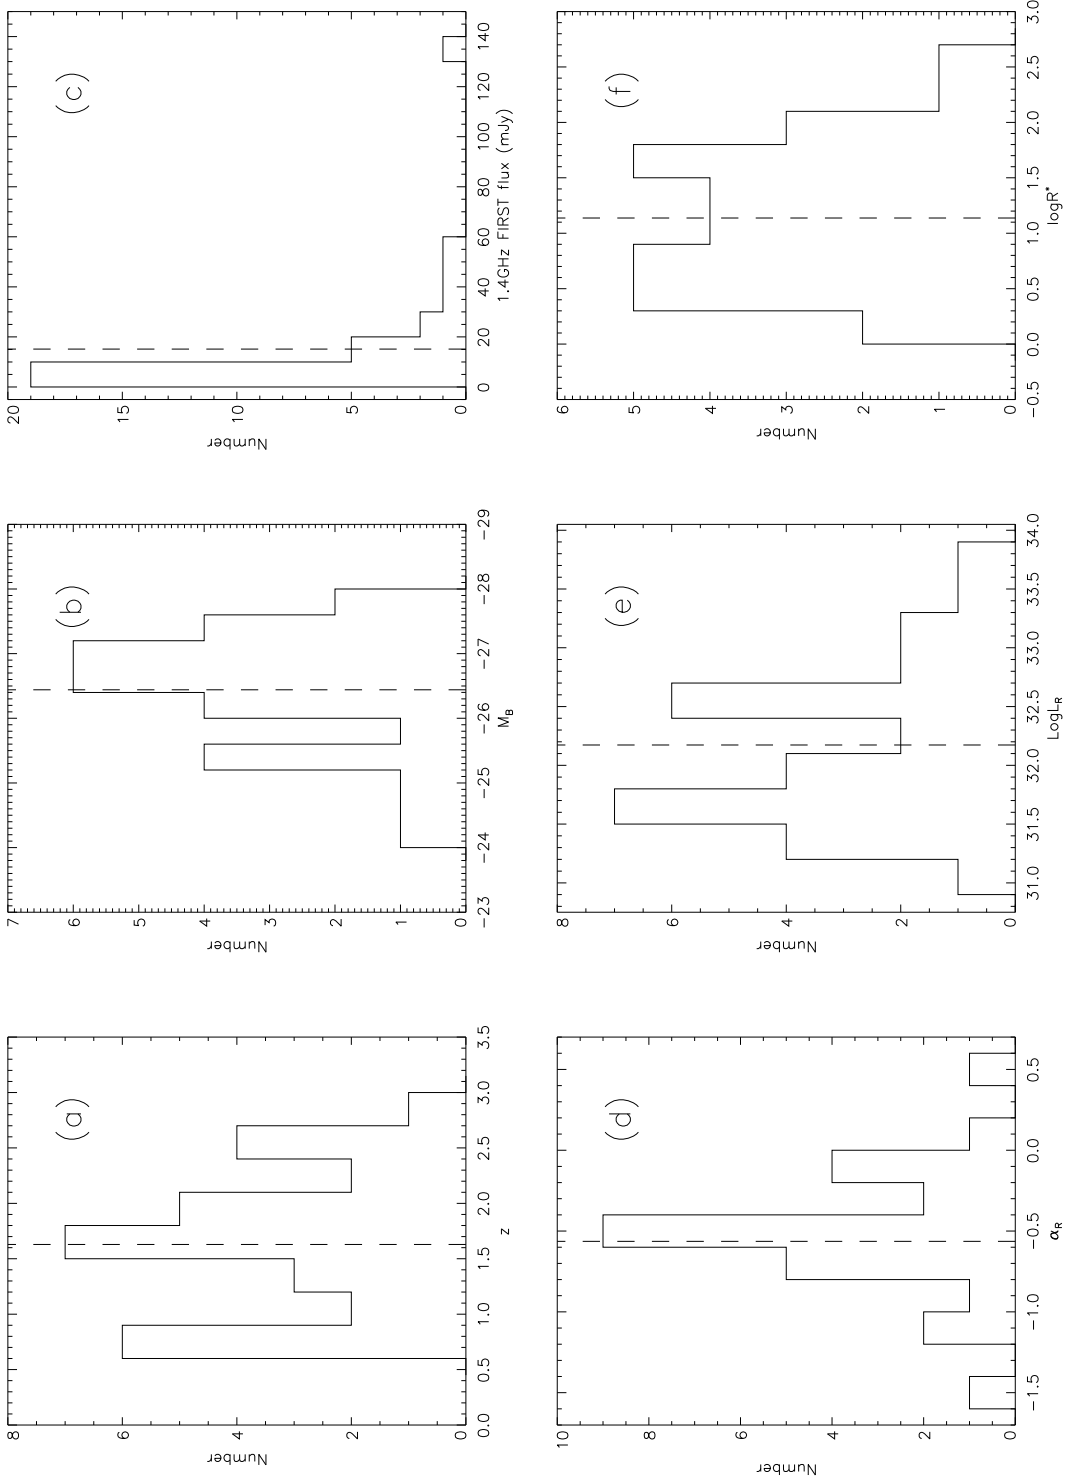 (a)
Number
0 2 4 6 8
0.0 0.5 1.0 1.5 2.0 2.5 3.0 3.5
z
(b)
Number
0 1 2 3 4 5 6 7
−23 −24 −25 −26 −27 −28 −29
M_B
(c)
Number
0 5 10 15 20
0 20 40 60 80 100 120 140
1.4GHz FIRST flux (mJy)
(d)
Number
0 2 4 6 8 10
−1.5 −1.0 −0.5 0.0 0.5
α_R
(e)
Number
0 2 4 6 8
31.0 31.5 32.0 32.5 33.0 33.5 34.0
LogL_R
(f)
Number
0 1 2 3 4 5 6
−0.5 0.0 0.5 1.0 1.5 2.0 2.5 3.0
logR*